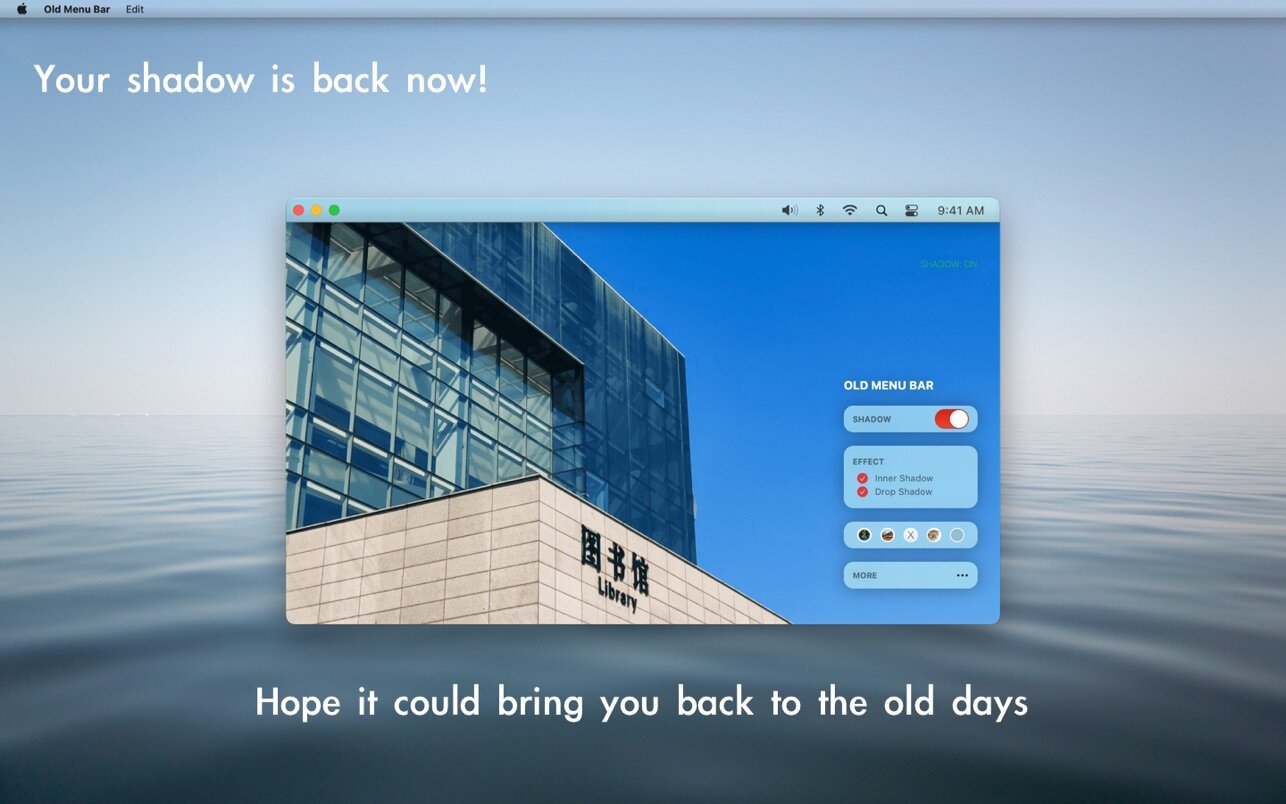 Old Menu Bar Edit
Your shadow is back now!
9:41 AM
SHADOW: ON
OLD MENU BAR
SHADOW
EFFECT
Inner Shadow
Drop Shadow
X
MORE
图书馆
Library
Hope it could bring you back to the old days